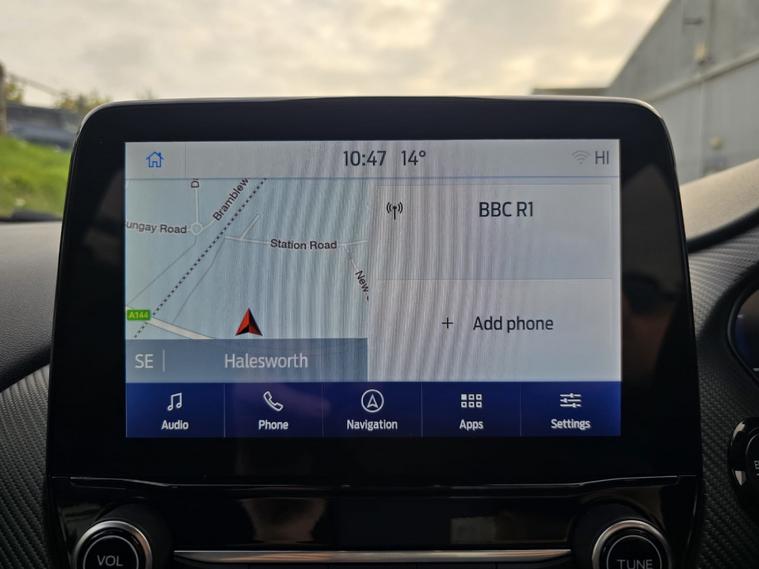 10:47 14° HI
Bramblew
ungay Road
Station Road
New
A144
SE Halesworth
BBC R1
+ Add phone
Audio Phone Navigation Apps Settings
VOL TUNE